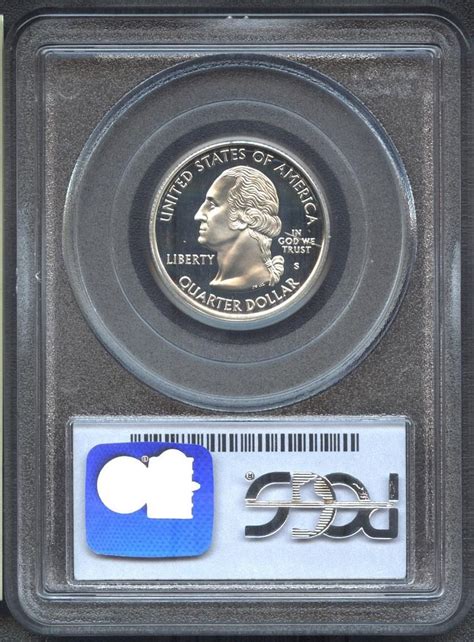 UNITED STATES OF AMERICA
LIBERTY
IN
GOD WE
TRUST
S
QUARTER DOLLAR
PCGS
®
©